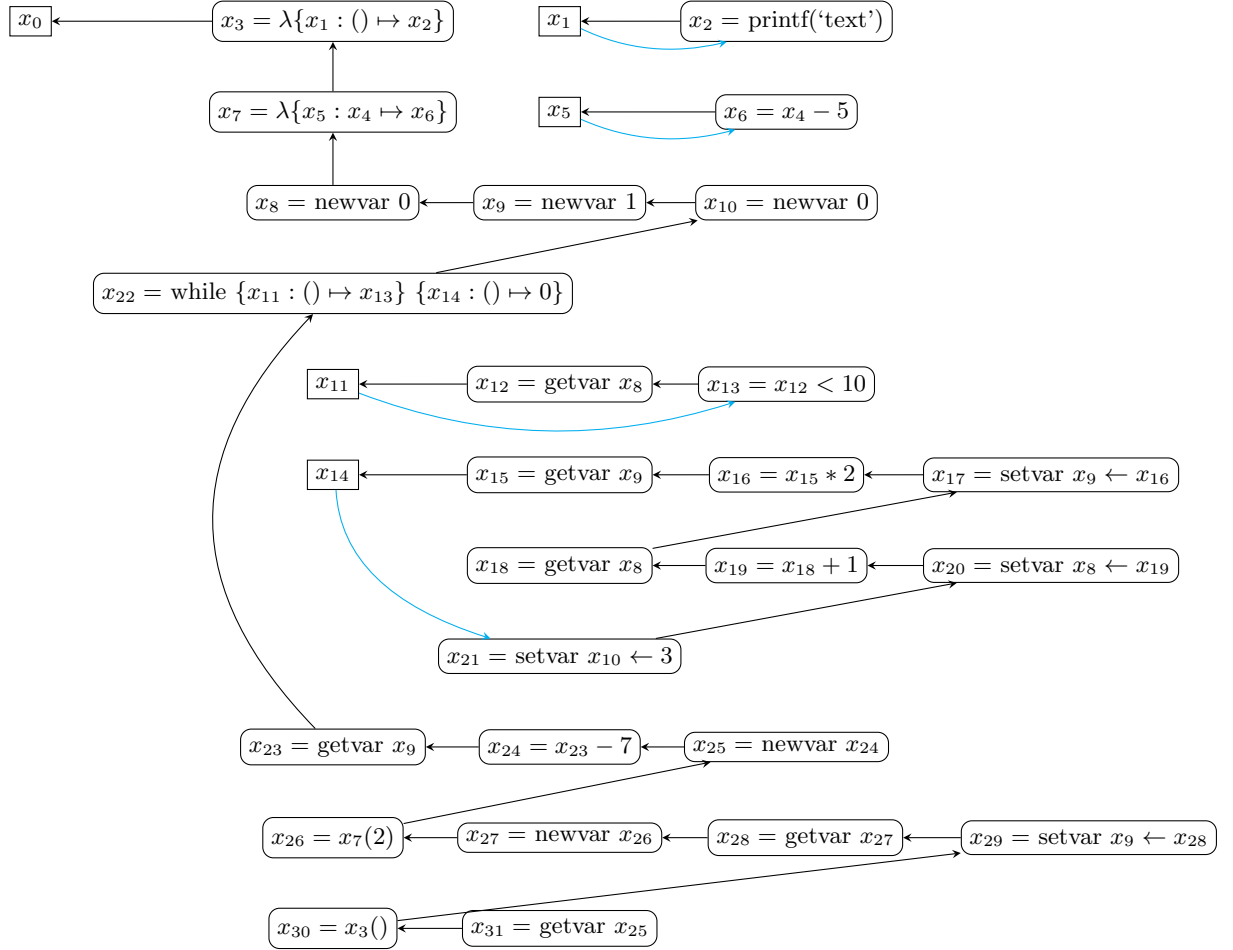 x₀ x₃ = λ{x₁ : () ↦ x₂} x₁ x₂ = printf(‘text’)
x₇ = λ{x₅ : x₄ ↦ x₆} x₅ x₆ = x₄ − 5
x₈ = newvar 0 x₉ = newvar 1 x₁₀ = newvar 0
x₂₂ = while {x₁₁ : () ↦ x₁₃} {x₁₄ : () ↦ 0}
x₁₁ x₁₂ = getvar x₈ x₁₃ = x₁₂ < 10
x₁₄ x₁₅ = getvar x₉ x₁₆ = x₁₅ ∗ 2 x₁₇ = setvar x₉ ← x₁₆
x₁₈ = getvar x₈ x₁₉ = x₁₈ + 1 x₂₀ = setvar x₈ ← x₁₉
x₂₁ = setvar x₁₀ ← 3
x₂₃ = getvar x₉ x₂₄ = x₂₃ − 7 x₂₅ = newvar x₂₄
x₂₆ = x₇(2) x₂₇ = newvar x₂₆ x₂₈ = getvar x₂₇ x₂₉ = setvar x₉ ← x₂₈
x₃₀ = x₃() x₃₁ = getvar x₂₅